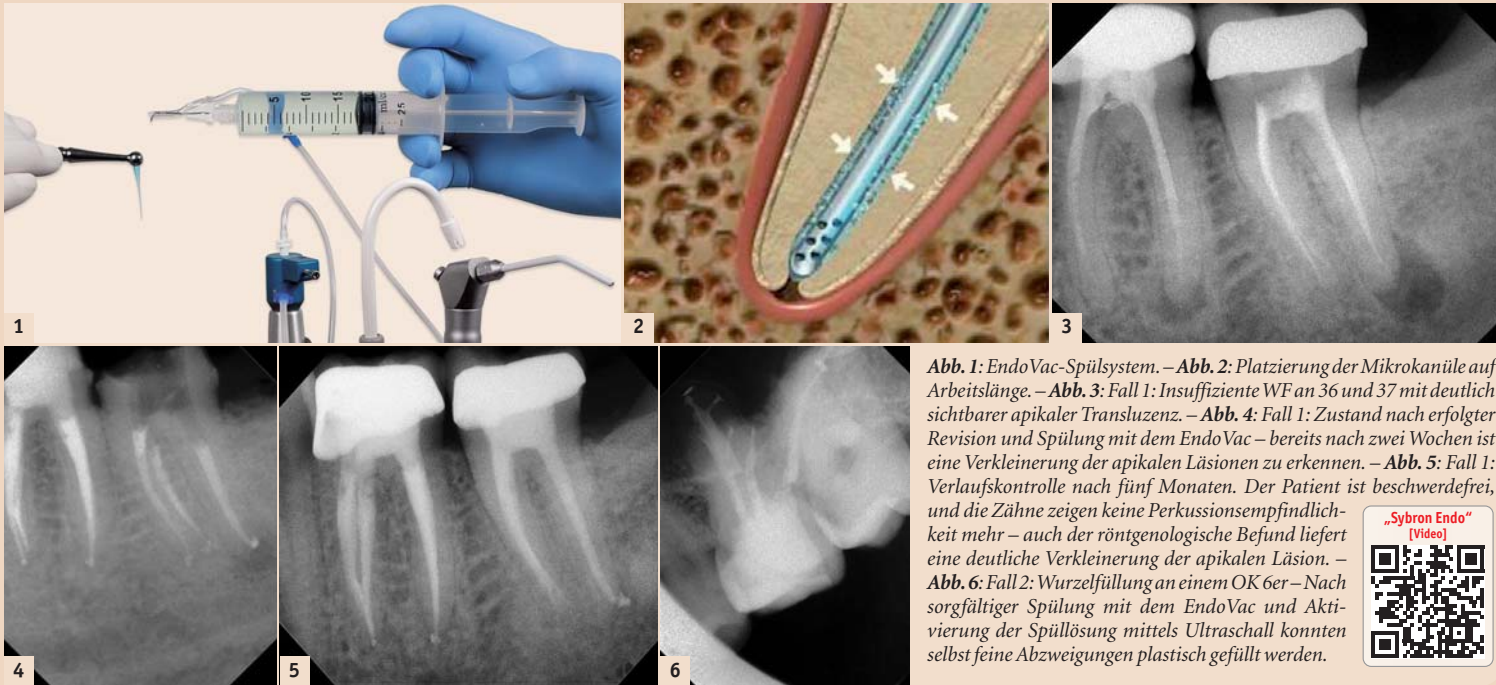 5 10 15 25
1
2
3
4
5
6
Abb. 1: EndoVac-Spülsystem. – Abb. 2: Platzierung der Mikrokanüle auf
Arbeitslänge. – Abb. 3: Fall 1: Insuffiziente WF an 36 und 37 mit deutlich
sichtbarer apikaler Transluzenz. – Abb. 4: Fall 1: Zustand nach erfolgter
Revision und Spülung mit dem EndoVac – bereits nach zwei Wochen ist
eine Verkleinerung der apikalen Läsionen zu erkennen. – Abb. 5: Fall 1:
Verlaufskontrolle nach fünf Monaten. Der Patient ist beschwerdefrei,
und die Zähne zeigen keine Perkussionsempfindlich-
keit mehr – auch der röntgenologische Befund liefert
eine deutliche Verkleinerung der apikalen Läsion. –
Abb. 6: Fall 2: Wurzelfüllung an einem OK 6er – Nach
sorgfältiger Spülung mit dem EndoVac und Akti-
vierung der Spüllösung mittels Ultraschall konnten
selbst feine Abzweigungen plastisch gefüllt werden.
„Sybron Endo“
[Video]